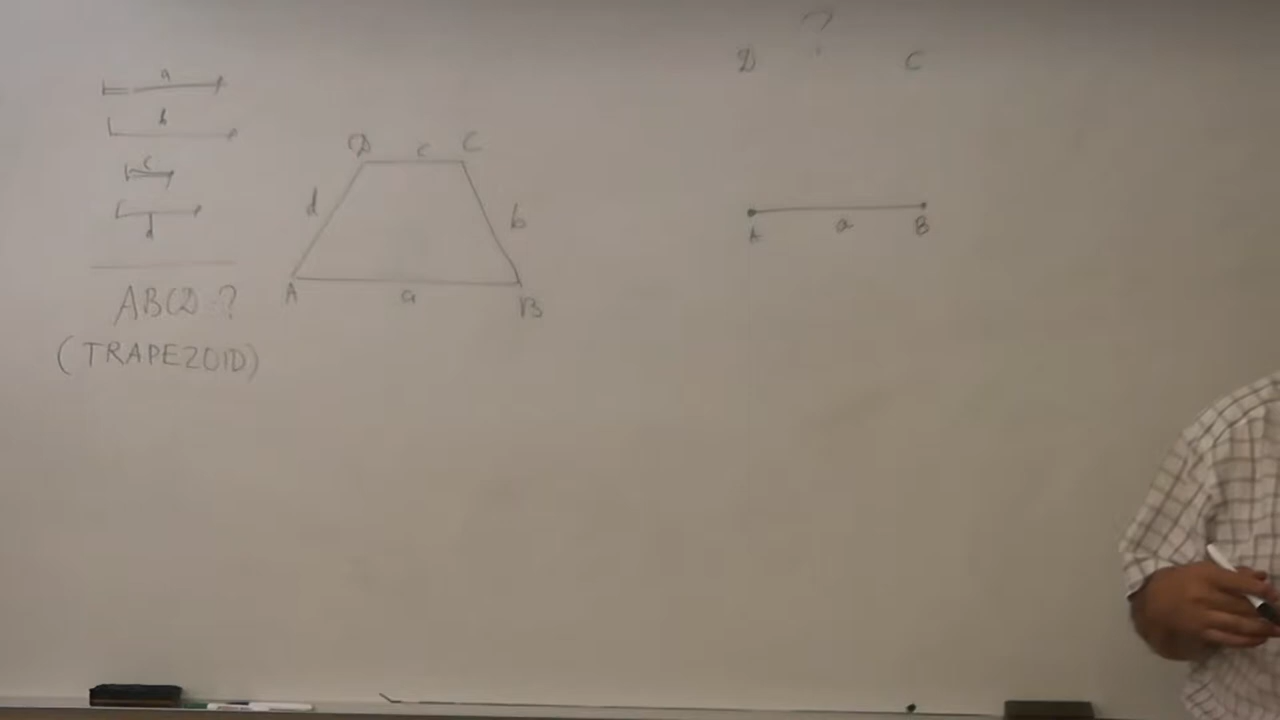 a
b
c
d
ABCD ?
(TRAPEZOID)
D c C
d b
A a B
?
D C
A a B